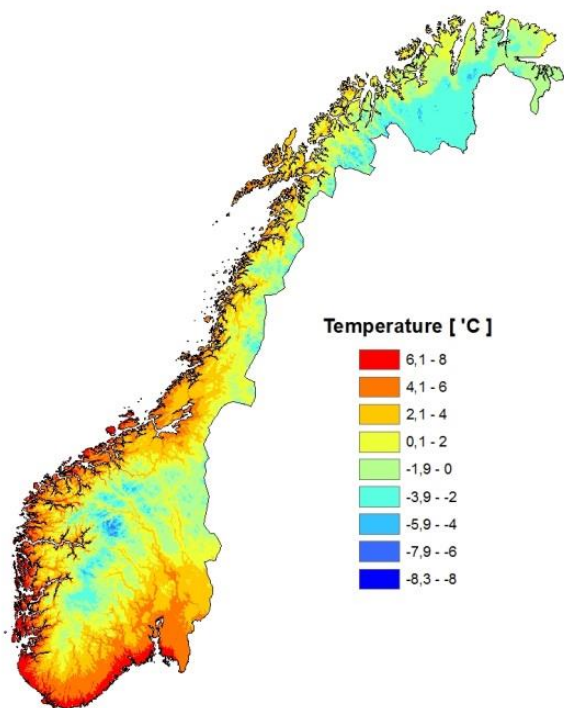 Temperature [ 'C ]
6,1 - 8
4,1 - 6
2,1 - 4
0,1 - 2
-1,9 - 0
-3,9 - -2
-5,9 - -4
-7,9 - -6
-8,3 - -8